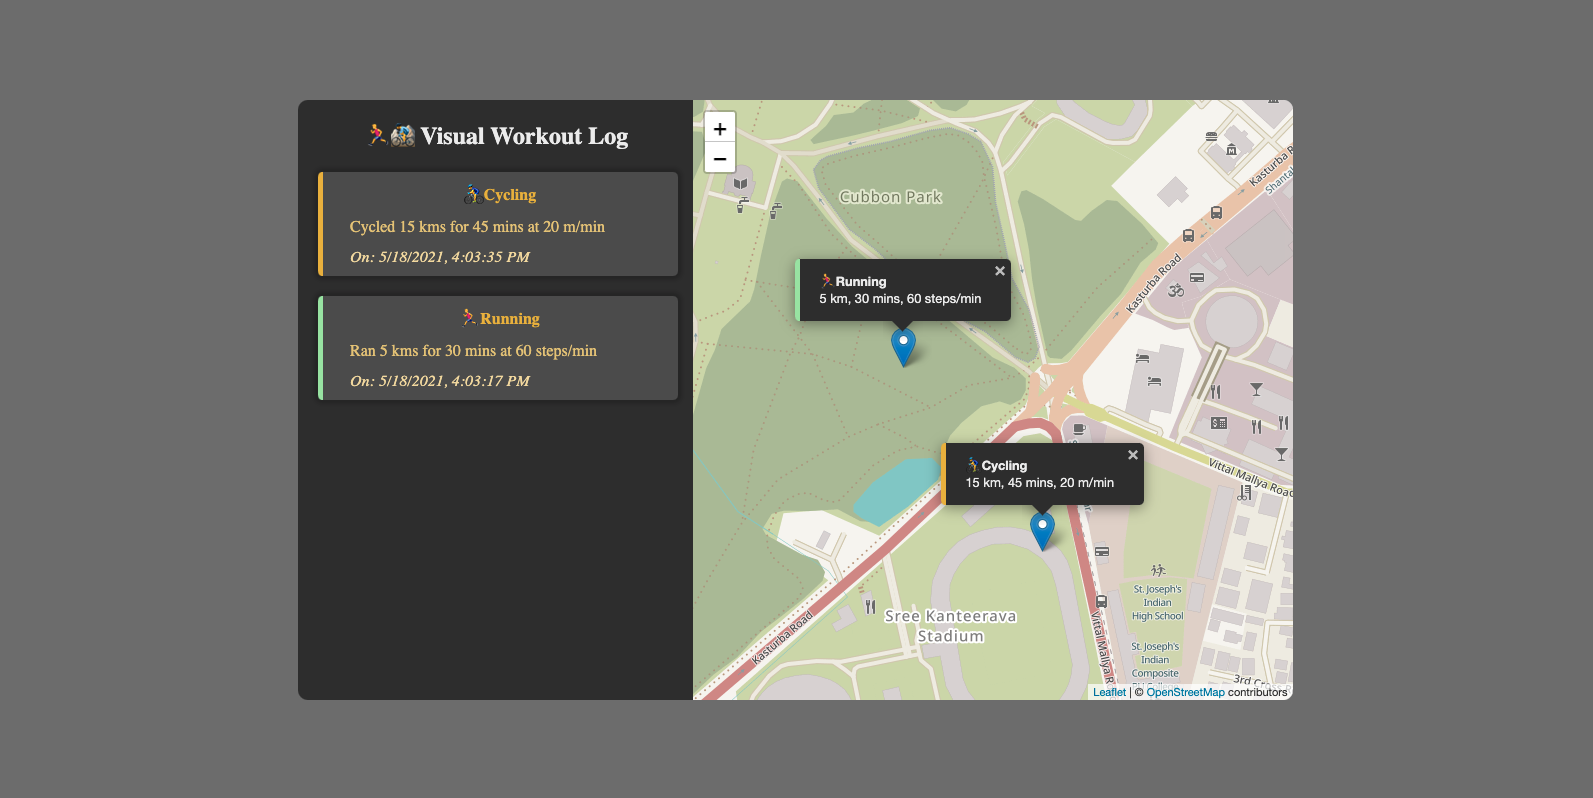 Visual Workout Log
Cycling
Cycled 15 kms for 45 mins at 20 m/min
On: 5/18/2021, 4:03:35 PM
Running
Ran 5 kms for 30 mins at 60 steps/min
On: 5/18/2021, 4:03:17 PM
+
−
Cubbon Park
Kasturba R
Shanta
Kasturba Road
×
Running
5 km, 30 mins, 60 steps/min
×
Cycling
15 km, 45 mins, 20 m/min
Vittal Mallya Road
St. Joseph's
Indian
High School
Sree Kanteerava
Stadium
Kasturba Road
Vittal Mallya R
St. Joseph's
Indian
Composite
3rd Cross R
Leaflet | © OpenStreetMap contributors